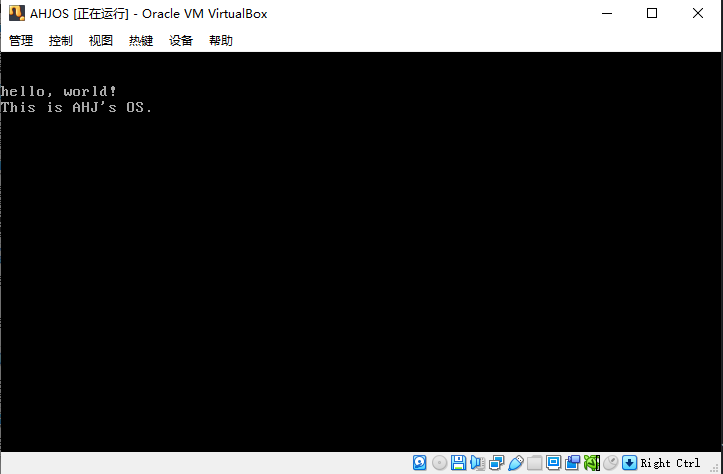 AHJOS [正在运行] - Oracle VM VirtualBox
管理 控制 视图 热键 设备 帮助
hello, world!
This is AHJ's OS.
Right Ctrl